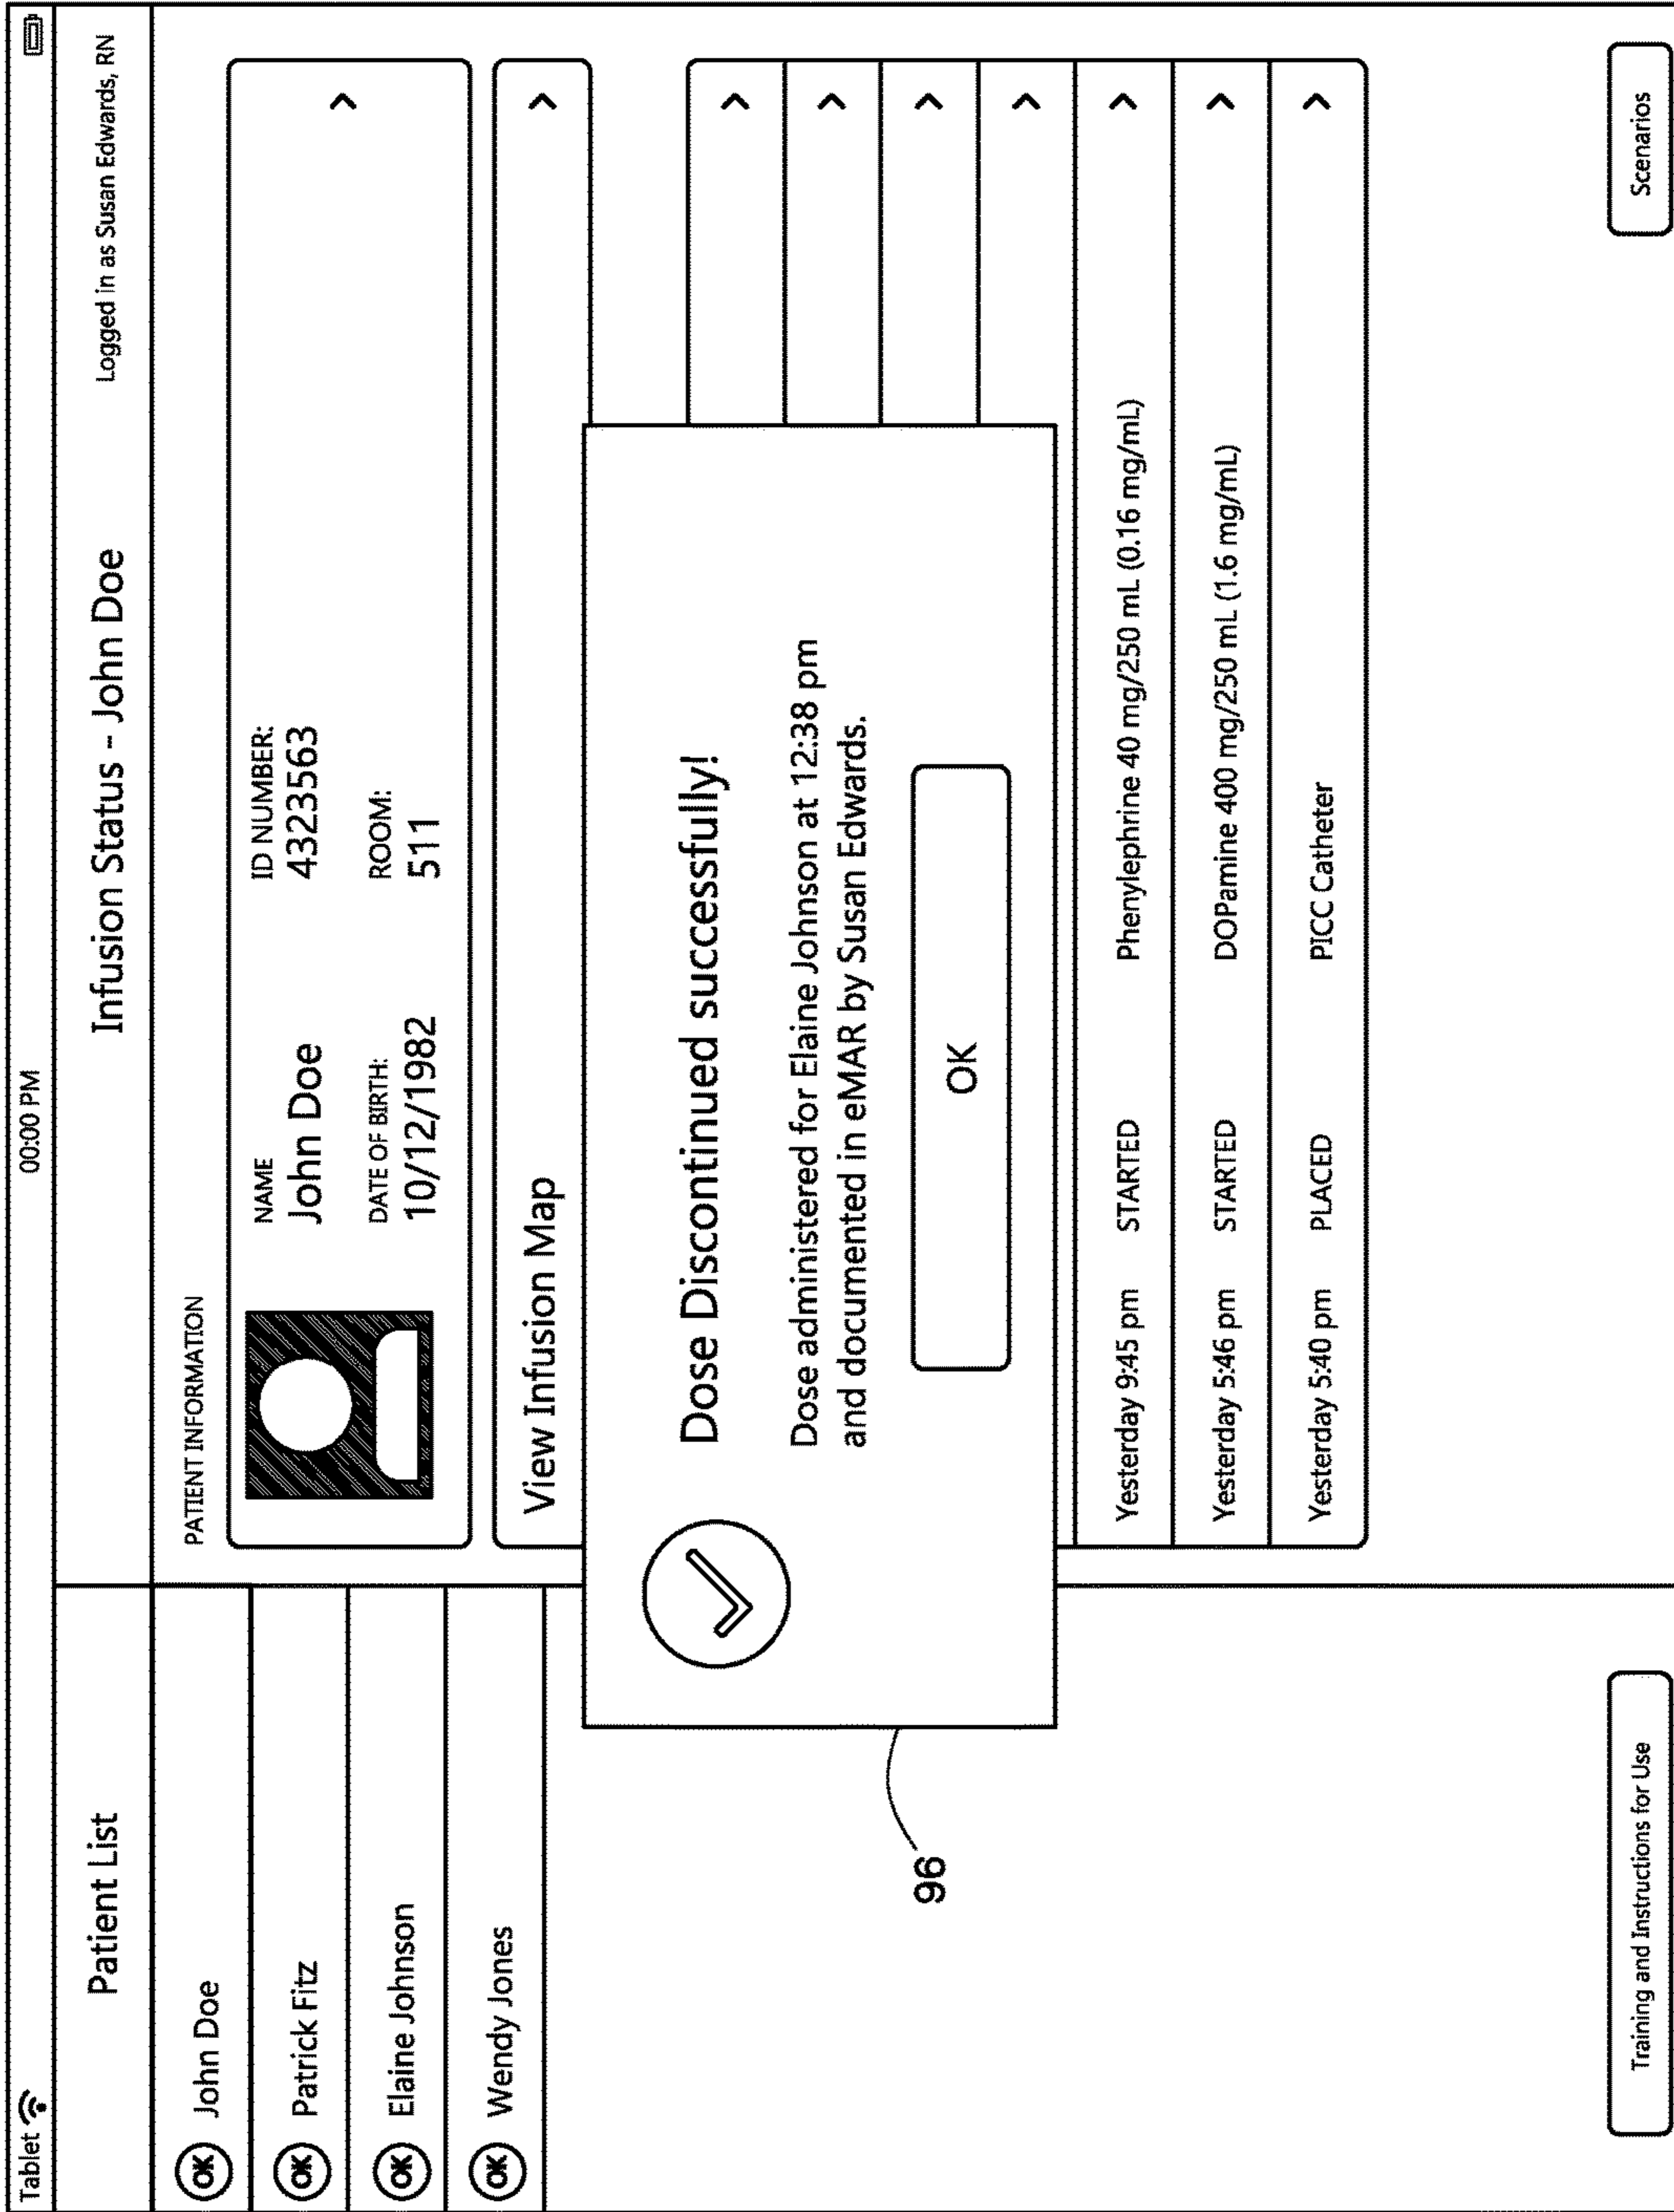 Tablet
00:00 PM
Patient List
Infusion Status - John Doe
Logged in as Susan Edwards, RN
OK John Doe
OK Patrick Fitz
OK Elaine Johnson
OK Wendy Jones
PATIENT INFORMATION
NAME
John Doe
ID NUMBER:
4323563
DATE OF BIRTH:
10/12/1982
ROOM:
511
View Infusion Map
Dose Discontinued successfully!
Dose administered for Elaine Johnson at 12:38 pm
and documented in eMAR by Susan Edwards.
OK
96
Yesterday 9:45 pm STARTED Phenylephrine 40 mg/250 mL (0.16 mg/mL)
Yesterday 5:46 pm STARTED DOPamine 400 mg/250 mL (1.6 mg/mL)
Yesterday 5:40 pm PLACED PICC Catheter
Training and Instructions for Use
Scenarios